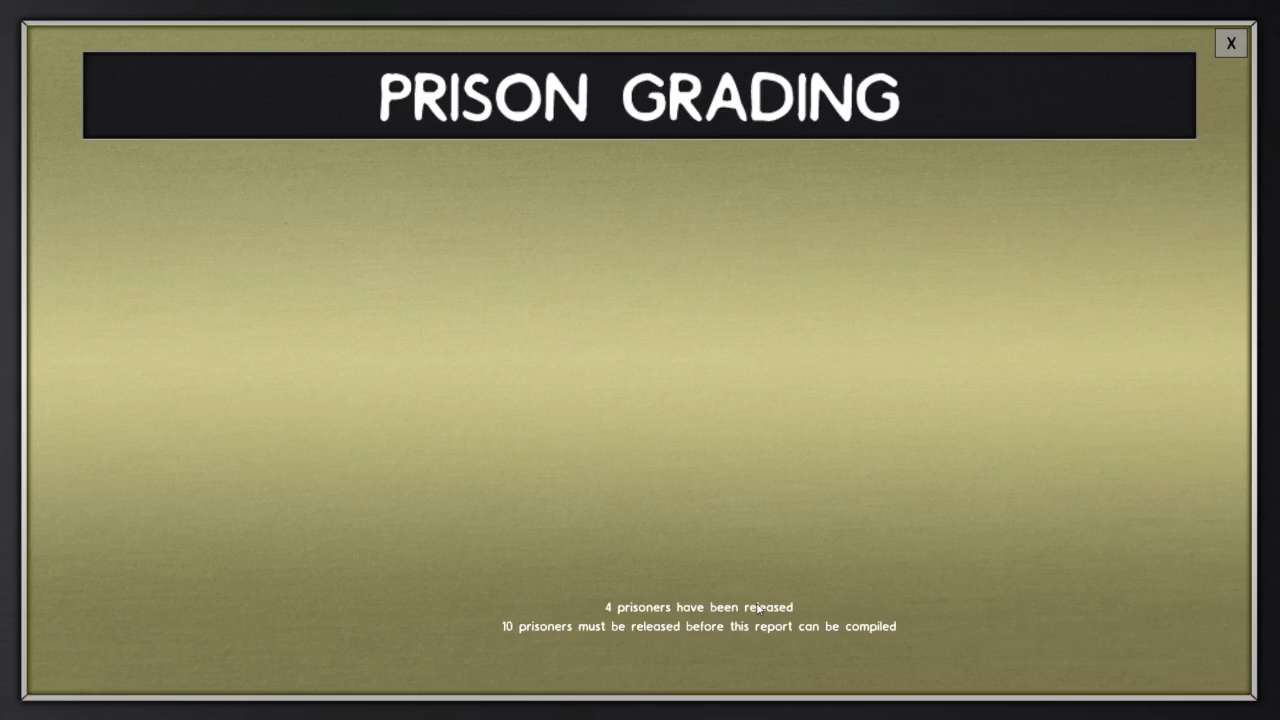 X
PRISON GRADING
4 prisoners have been released
10 prisoners must be released before this report can be compiled